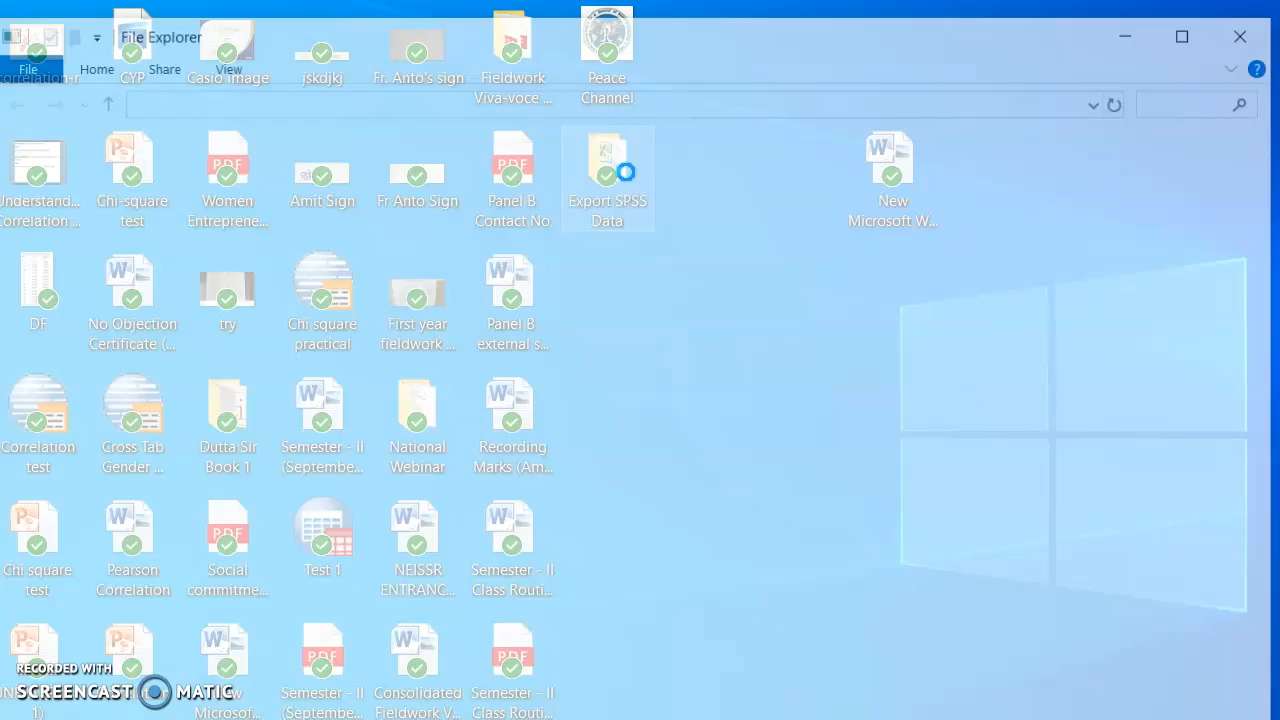 File Explorer
File
Home
Share
View
CYP
Casio Image
jskdjkj
Fr. Anto's sign
Fieldwork
Viva-voce ...
Peace
Channel
Understand...
Correlation ...
Chi-square
test
Women
Entreprene...
Amit Sign
Fr Anto Sign
Panel B
Contact No
Export SPSS
Data
New
Microsoft W...
DF
No Objection
Certificate (...
try
Chi square
practical
First year
fieldwork ...
Panel B
external s...
Correlation
test
Cross Tab
Gender ...
Dutta Sir
Book 1
Semester - II
(Septembe...
National
Webinar
Recording
Marks (Am...
Chi square
test
Pearson
Correlation
Social
commitme...
Test 1
NEISSR
ENTRANC...
Semester - II
Class Routi...
Microsof...
Semester - II
(Septembe...
Consolidated
Fieldwork V...
Semester - II
Class Routi...
RECORDED WITH
SCREENCAST MATIC